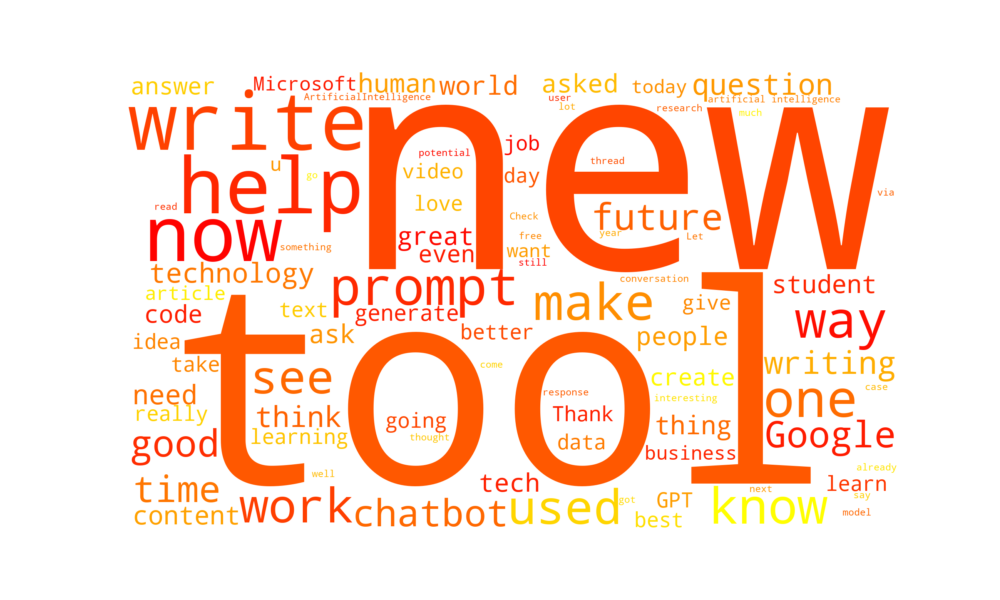 answer Microsoft human world asked today question
ArtificialIntelligence user lot research artificial intelligence much
write new job
help potential thread
u go video day via
read love Check future
now something great even want free year Let
still
technology prompt conversation student
article generate text make give way
code better people
idea ask
take see come create writing
need response interesting case one
really think going Thank thing Google
good learning thought data business
tool
well tech learn already
time used got GPT next say
content work chatbot best know model